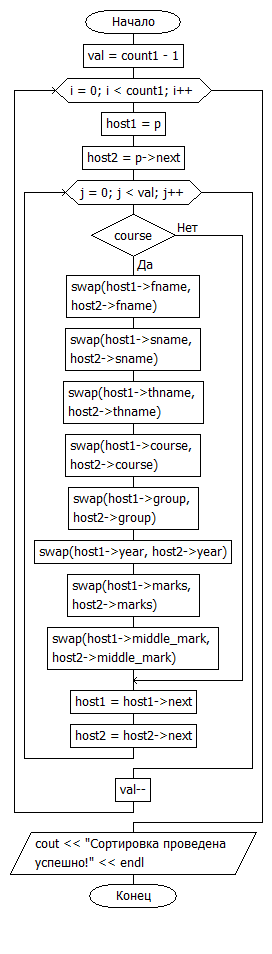 Начало
val = count1 - 1
i = 0; i < count1; i++
host1 = p
host2 = p->next
j = 0; j < val; j++
course
Нет
Да
swap(host1->fname,
host2->fname)
swap(host1->sname,
host2->sname)
swap(host1->thname,
host2->thname)
swap(host1->course,
host2->course)
swap(host1->group,
host2->group)
swap(host1->year, host2->year)
swap(host1->marks,
host2->marks)
swap(host1->middle_mark,
host2->middle_mark)
host1 = host1->next
host2 = host2->next
val--
cout << "Сортировка проведена
успешно!" << endl
Конец